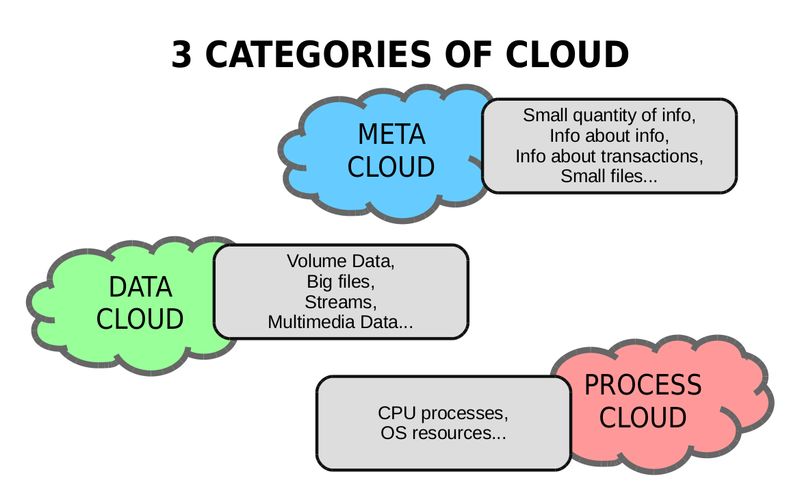 3 CATEGORIES OF CLOUD
META
CLOUD
Small quantity of info,
Info about info,
Info about transactions,
Small files...
DATA
CLOUD
Volume Data,
Big files,
Streams,
Multimedia Data...
PROCESS
CLOUD
CPU processes,
OS resources...